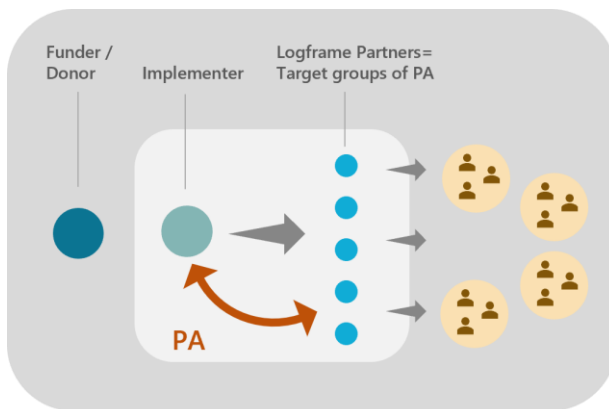 Funder /
Donor
Implementer
Logframe Partners=
Target groups of PA
PA